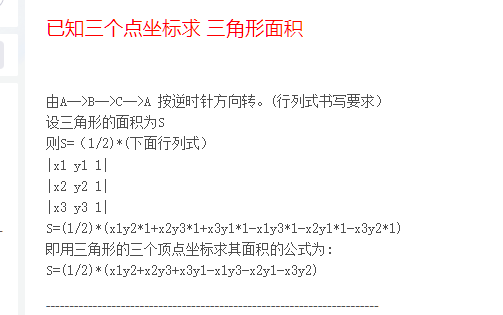 已知三个点坐标求 三角形面积
由A——>B——>C——>A 按逆时针方向转。(行列式书写要求）
设三角形的面积为S
则S=（1/2)*(下面行列式）
|x1 y1 1|
|x2 y2 1|
|x3 y3 1|
S=(1/2)*(x1y2*1+x2y3*1+x3y1*1-x1y3*1-x2y1*1-x3y2*1)
即用三角形的三个顶点坐标求其面积的公式为:
S=(1/2)*(x1y2+x2y3+x3y1-x1y3-x2y1-x3y2)